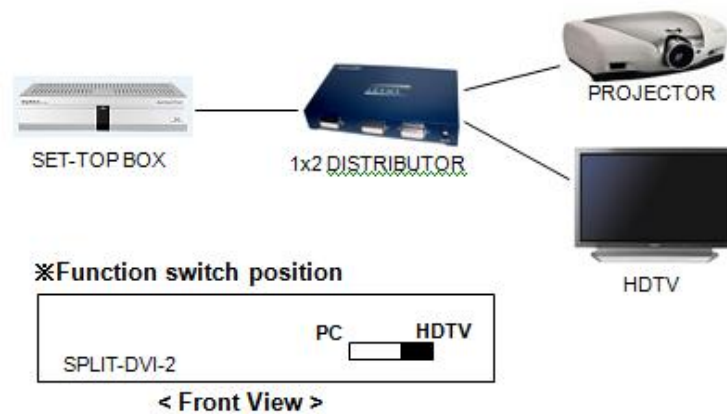 PROJECTOR
SET-TOP BOX
1x2 DISTRIBUTOR
HDTV
※Function switch position
PC HDTV
SPLIT-DVI-2
< Front View >